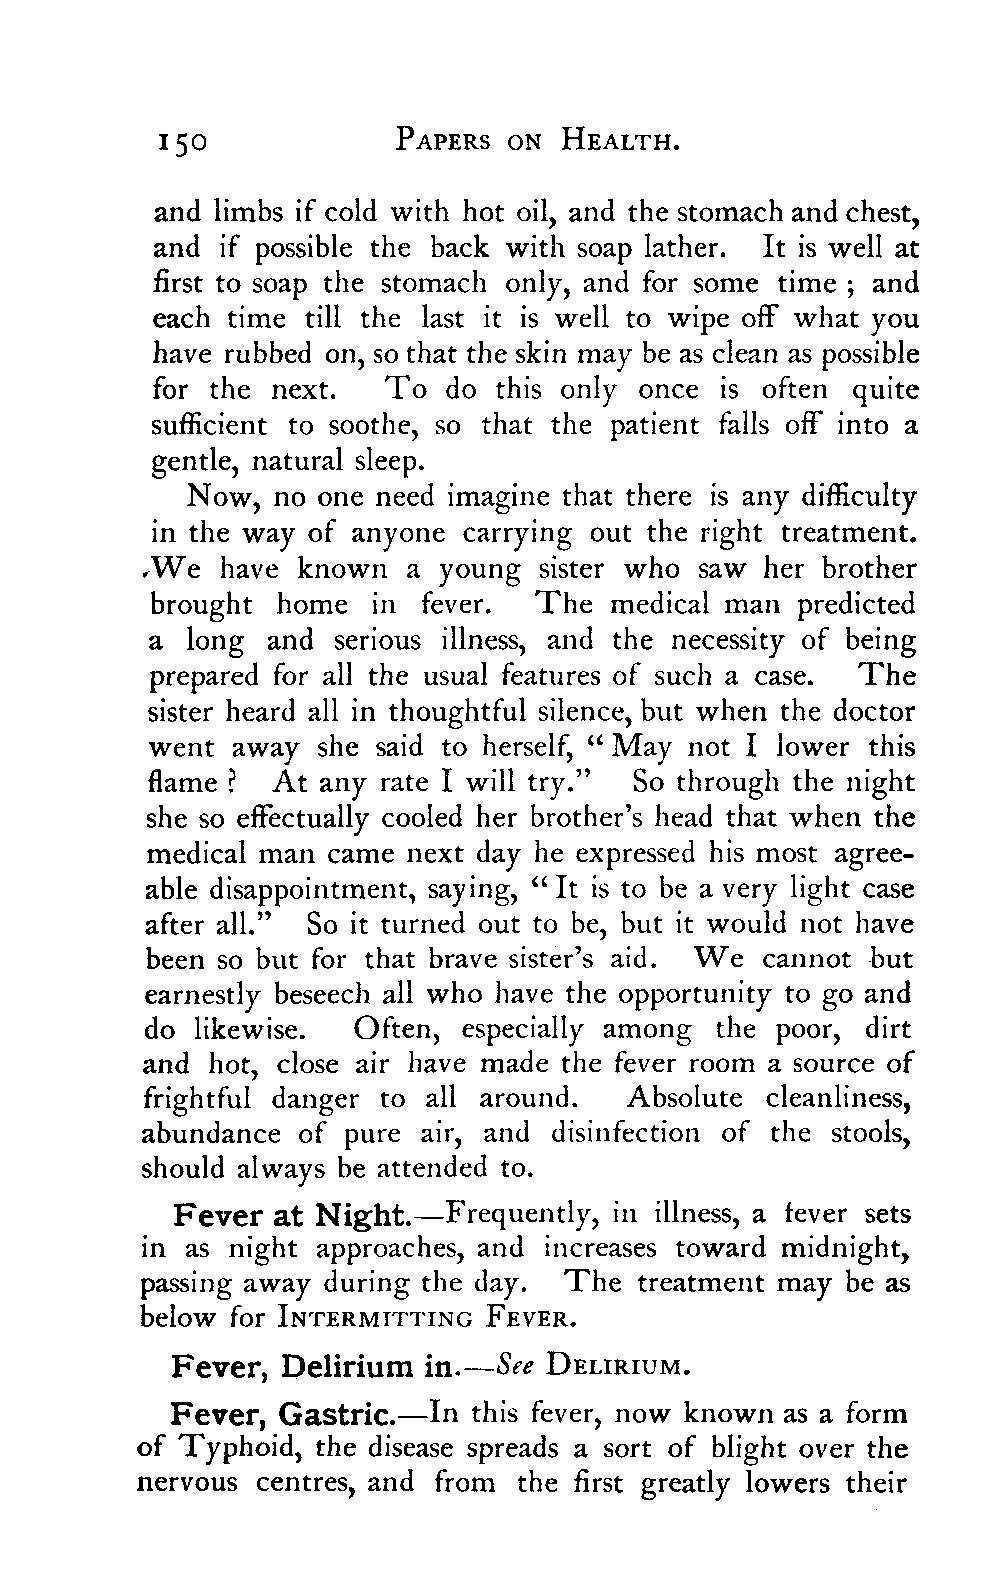 150 PAPERS ON HEALTH.
and limbs if cold with hot oil, and the stomach and chest,
and if possible the back with soap lather. It is well at
first to soap the stomach only, and for some time ; and
each time till the last it is well to wipe off what you
have rubbed on, so that the skin may be as clean as possible
for the next. To do this only once is often quite
sufficient to soothe, so that the patient falls off into a
gentle, natural sleep.
Now, no one need imagine that there is any difficulty
in the way of anyone carrying out the right treatment.
We have known a young sister who saw her brother
brought home in fever. The medical man predicted
a long and serious illness, and the necessity of being
prepared for all the usual features of such a case. The
sister heard all in thoughtful silence, but when the doctor
went away she said to herself, “ May not I lower this
flame ? At any rate I will try.” So through the night
she so effectually cooled her brother’s head that when the
medical man came next day he expressed his most agree-
able disappointment, saying, “ It is to be a very light case
after all.” So it turned out to be, but it would not have
been so but for that brave sister’s aid. We cannot but
earnestly beseech all who have the opportunity to go and
do likewise. Often, especially among the poor, dirt
and hot, close air have made the fever room a source of
frightful danger to all around. Absolute cleanliness,
abundance of pure air, and disinfection of the stools,
should always be attended to.
Fever at Night.—Frequently, in illness, a fever sets
in as night approaches, and increases toward midnight,
passing away during the day. The treatment may be as
below for INTERMITTING FEVER.
Fever, Delirium in.—See DELIRIUM.
Fever, Gastric.—In this fever, now known as a form
of Typhoid, the disease spreads a sort of blight over the
nervous centres, and from the first greatly lowers their